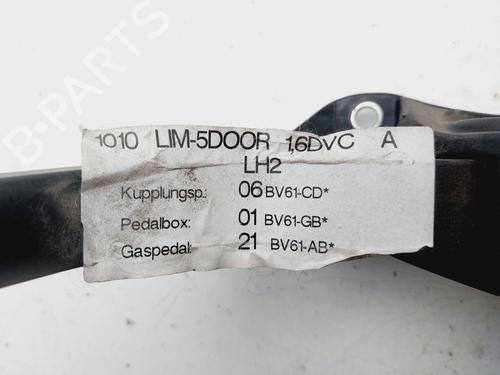 1010 LIM-5DOOR 1,6DVC A
LH2
Kupplungsp.: 06 BV61-CD*
Pedalbox: 01 BV61-GB*
Gaspedal: 21 BV61-AB*
B-PARTS